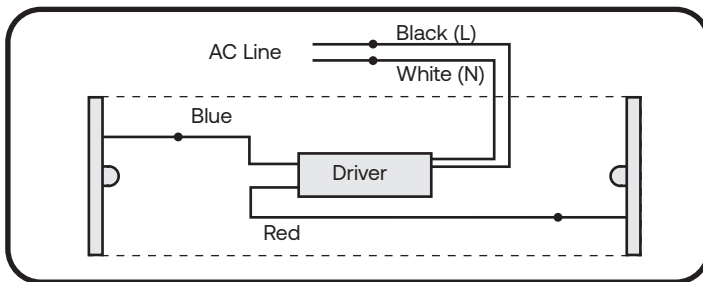 Black (L)
AC Line
White (N)
Blue
Driver
Red